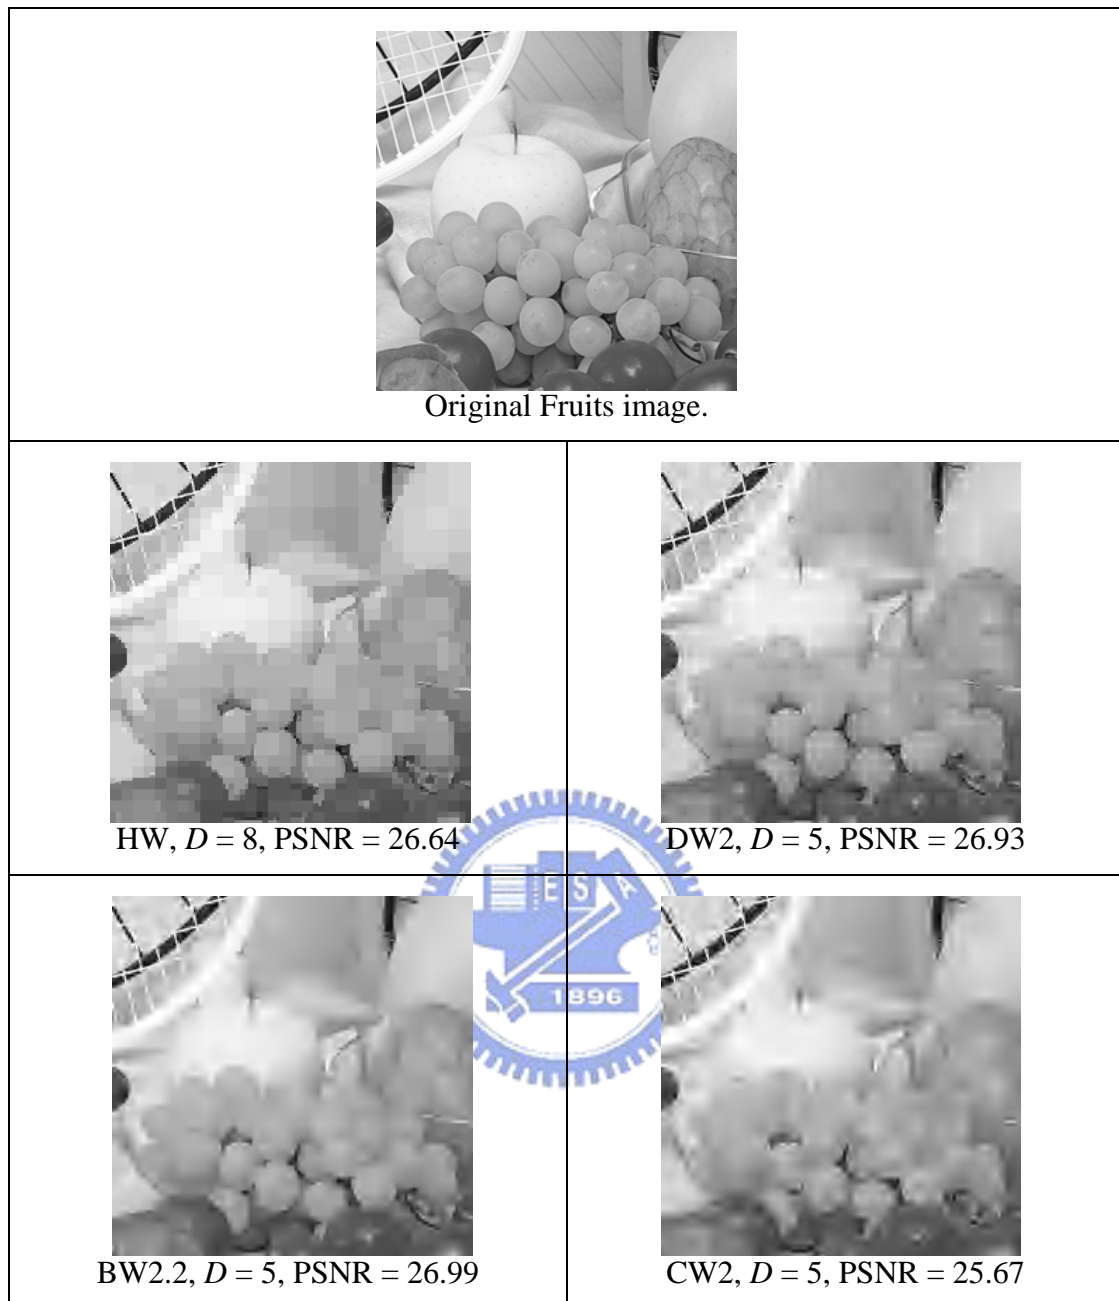 Original Fruits image.
HW, D = 8, PSNR = 26.64
DW2, D = 5, PSNR = 26.93
E S A
1896
BW2.2, D = 5, PSNR = 26.99
CW2, D = 5, PSNR = 25.67